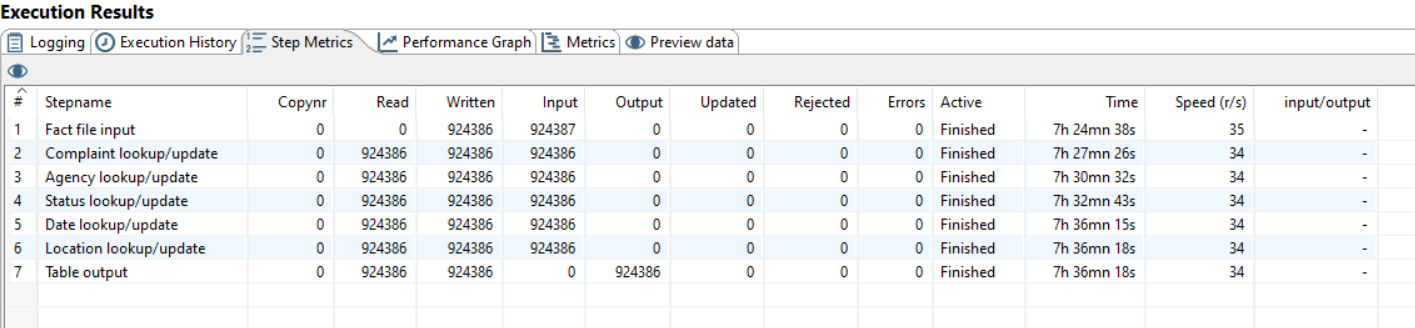 Execution Results
Logging Execution History Step Metrics Performance Graph Metrics Preview data
# Stepname Copynr Read Written Input Output Updated Rejected Errors Active Time Speed (r/s) input/output
1 Fact file input 0 0 924386 924387 0 0 0 0 Finished 7h 24mn 38s 35 -
2 Complaint lookup/update 0 924386 924386 924386 0 0 0 0 Finished 7h 27mn 26s 34 -
3 Agency lookup/update 0 924386 924386 924386 0 0 0 0 Finished 7h 30mn 32s 34 -
4 Status lookup/update 0 924386 924386 924386 0 0 0 0 Finished 7h 32mn 43s 34 -
5 Date lookup/update 0 924386 924386 924386 0 0 0 0 Finished 7h 36mn 15s 34 -
6 Location lookup/update 0 924386 924386 924386 0 0 0 0 Finished 7h 36mn 18s 34 -
7 Table output 0 924386 924386 0 924386 0 0 0 Finished 7h 36mn 18s 34 -